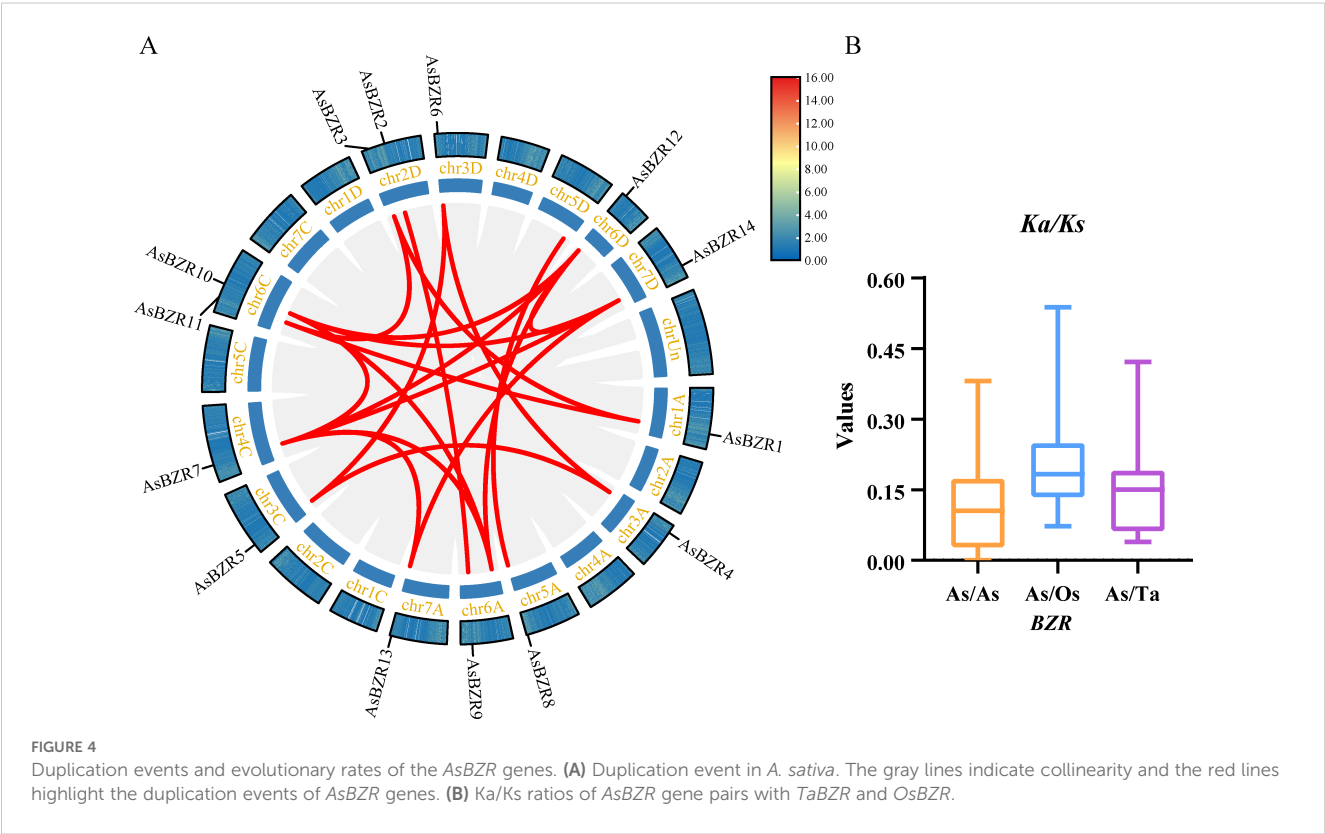 A
B
AsBZR6
AsBZR2
AsBZR3
AsBZR12
AsBZR14
AsBZR10
AsBZR11
AsBZR1
AsBZR7
AsBZR4
AsBZR5
AsBZR13
AsBZR9
AsBZR8
chr1D
chr2D
chr3D
chr4D
chr5D
chr6D
chr7D
chrUn
chr1A
chr2A
chr3A
chr4A
chr5A
chr6A
chr7A
chr1C
chr2C
chr3C
chr4C
chr5C
chr6C
chr7C
16.00
14.00
12.00
10.00
8.00
6.00
4.00
2.00
0.00
Ka/Ks
0.60
0.45
0.30
0.15
0.00
Values
As/As As/Os As/Ta
BZR
FIGURE 4
Duplication events and evolutionary rates of the AsBZR genes. (A) Duplication event in A. sativa. The gray lines indicate collinearity and the red lines
highlight the duplication events of AsBZR genes. (B) Ka/Ks ratios of AsBZR gene pairs with TaBZR and OsBZR.